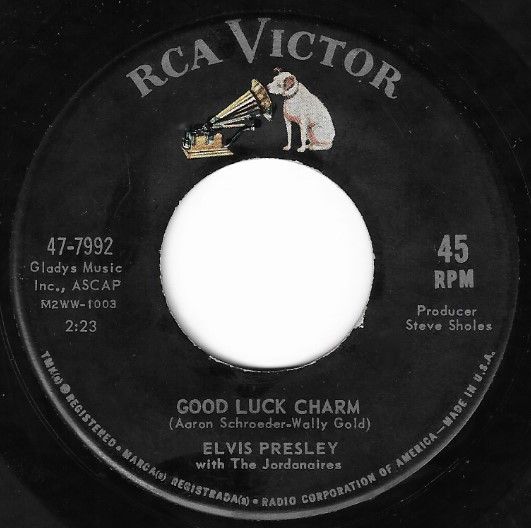 RCA VICTOR
47-7992
Gladys Music
Inc., ASCAP
M2WW-1003
2:23
45
RPM
Producer
Steve Sholes
GOOD LUCK CHARM
(Aaron Schroeder-Wally Gold)
ELVIS PRESLEY
with The Jordanaires
TMK(s) ® REGISTERED • MARCA(s) REGISTRADA(s) • RADIO CORPORATION OF AMERICA—MADE IN U.S.A.